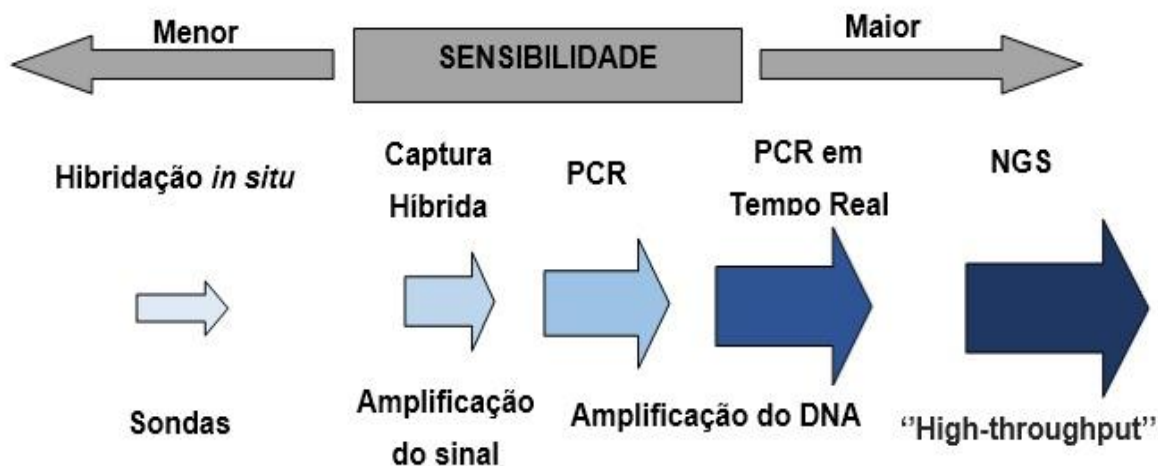 Menor
SENSIBILIDADE
Maior
Hibridação in situ
Captura
Híbrida
PCR
PCR em
Tempo Real
NGS
Sondas
Amplificação
do sinal
Amplificação do DNA
‘’High-throughput’’